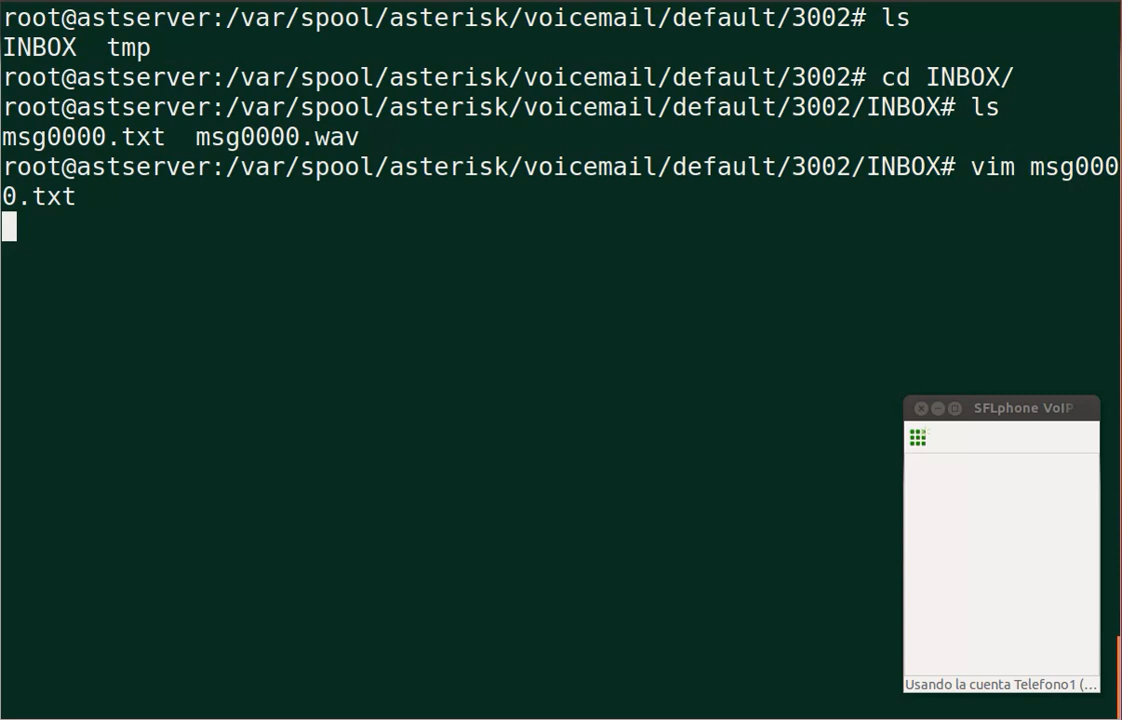 root@astserver:/var/spool/asterisk/voicemail/default/3002# ls
INBOX  tmp
root@astserver:/var/spool/asterisk/voicemail/default/3002# cd INBOX/
root@astserver:/var/spool/asterisk/voicemail/default/3002/INBOX# ls
msg0000.txt  msg0000.wav
root@astserver:/var/spool/asterisk/voicemail/default/3002/INBOX# vim msg000
0.txt
SFLphone VoIP
Usando la cuenta Telefono1 (...